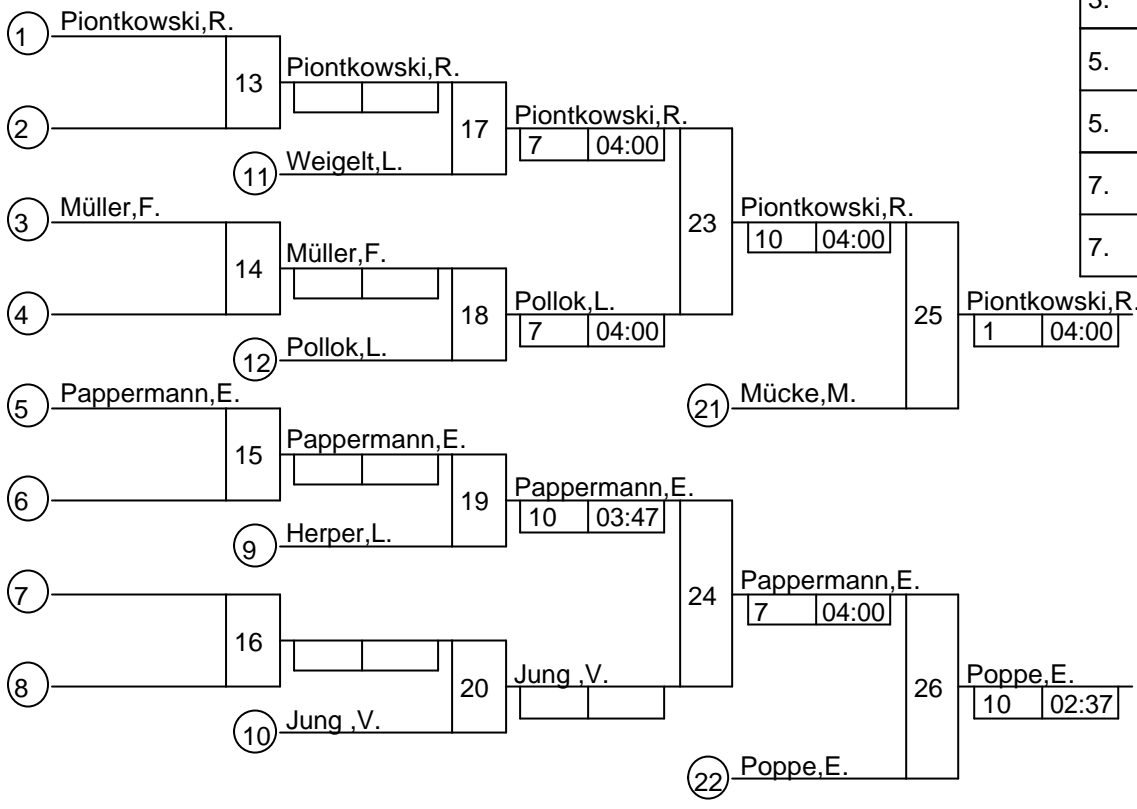 3.
1 Piontkowski,R.
13 Piontkowski,R.
5.
2
17 Piontkowski,R.
7 04:00
5.
11 Weigelt,L.
7.
3 Müller,F.
23 Piontkowski,R.
10 04:00
14 Müller,F.
7.
4
18 Pollok,L.
7 04:00
25 Piontkowski,R.
1 04:00
12 Pollok,L.
5 Pappermann,E.
21 Mücke,M.
15 Pappermann,E.
6
19 Pappermann,E.
10 03:47
9 Herper,L.
7
24 Pappermann,E.
7 04:00
16
8
20 Jung ,V.
26 Poppe,E.
10 02:37
10 Jung ,V.
22 Poppe,E.